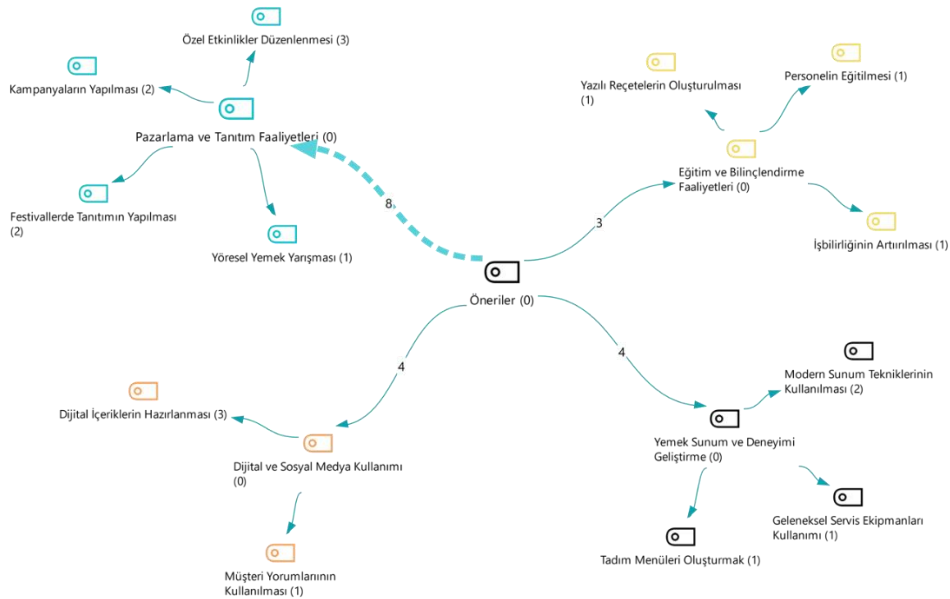 Özel Etkinlikler Düzenlenmesi (3)
Kampanyaların Yapılması (2)
Pazarlama ve Tanıtım Faaliyetleri (0)
Festivallerde Tanıtımın Yapılması
(2)
Yöresel Yemek Yarışması (1)
8
Yazılı Reçetelerin Oluşturulması
(1)
Personelin Eğitilmesi (1)
Eğitim ve Bilinçlendirme
Faaliyetleri (0)
İşbilirliğinin Artıırılması (1)
3
Öneriler (0)
4
4
Dijital İçeriklerin Hazırlanması (3)
Dijital ve Sosyal Medya Kullanımı
(0)
Müşteri Yorumlarıının
Kullanılması (1)
Modern Sunum Tekniklerinin
Kullanılması (2)
Yemek Sunum ve Deneyimi
Geliştirme (0)
Geleneksel Servis Ekipmanları
Kullanımı (1)
Tadım Menüleri Oluşturmak (1)